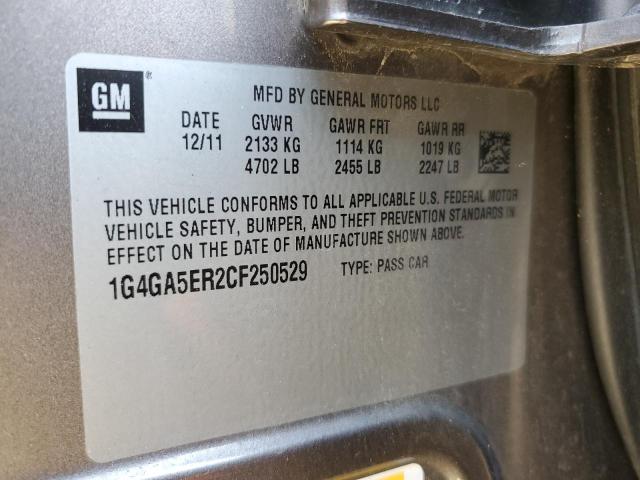 GM®
MFD BY GENERAL MOTORS LLC
DATE GVWR GAWR FRT GAWR RR
12/11 2133 KG 1114 KG 1019 KG
4702 LB 2455 LB 2247 LB
THIS VEHICLE CONFORMS TO ALL APPLICABLE U.S. FEDERAL MOTOR
VEHICLE SAFETY, BUMPER, AND THEFT PREVENTION STANDARDS IN
EFFECT ON THE DATE OF MANUFACTURE SHOWN ABOVE.
1G4GA5ER2CF250529 TYPE: PASS CAR